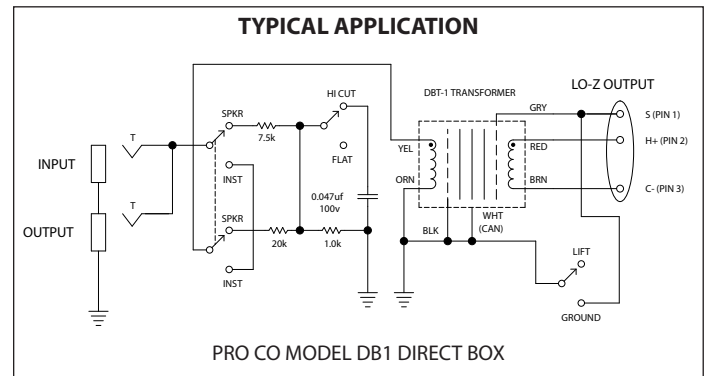 TYPICAL APPLICATION
HI CUT
DBT-1 TRANSFORMER
LO-Z OUTPUT
SPKR
GRY
S (PIN 1)
T
7.5k
YEL
RED
H+ (PIN 2)
INPUT
FLAT
INST
ORN
BRN
C- (PIN 3)
0.047uf
100v
T
SPKR
WHT
(CAN)
OUTPUT
BLK
20k
1.0k
LIFT
INST
GROUND
PRO CO MODEL DB1 DIRECT BOX